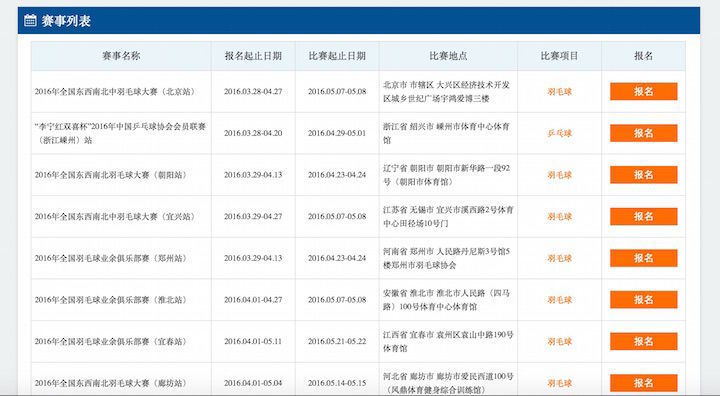 赛事列表
赛事名称 报名起止日期 比赛起止日期 比赛地点 比赛项目 报名
2016年全国东西南北中羽毛球大赛（北京站） 2016.03.28-04.27 2016.05.07-05.08 北京市 市辖区 大兴区经济技术开发 羽毛球 报名
区城乡世纪广场宇鸿爱博三楼
“李宁红双喜杯”2016年中国乒乓球协会会员联赛 2016.03.28-04.20 2016.04.29-05.01 浙江省 绍兴市 嵊州市体育中心体育 乒乓球 报名
（浙江嵊州）站 馆
2016年全国东西南北羽毛球大赛（朝阳站） 2016.03.29-04.13 2016.04.23-04.24 辽宁省 朝阳市 朝阳市新华路一段92 羽毛球 报名
号（朝阳市体育馆）
2016年全国东西南北中羽毛球大赛（宜兴站） 2016.03.29-04.27 2016.05.07-05.08 江苏省 无锡市 宜兴市溪西路2号体育 羽毛球 报名
中心田径场10号门
2016年全国羽毛球业余俱乐部赛（郑州站） 2016.03.29-04.13 2016.04.23-04.24 河南省 郑州市 人民路丹尼斯3号馆5 羽毛球 报名
楼郑州市羽毛球协会
2016年全国羽毛球业余俱乐部赛（淮北站） 2016.04.01-04.27 2016.05.07-05.08 安徽省 淮北市 淮北市人民路（四马 羽毛球 报名
路）100号体育中心体育馆
2016年全国羽毛球业余俱乐部赛（宜春站） 2016.04.01-05.11 2016.05.21-05.22 江西省 宜春市 袁州区袁山中路190号 羽毛球 报名
体育馆
2016年全国东西南北羽毛球大赛（廊坊站） 2016.04.01-05.04 2016.05.14-05.15 河北省 廊坊市 廊坊市爱民西道100号 羽毛球 报名
（风鼎体育健身综合训练馆）